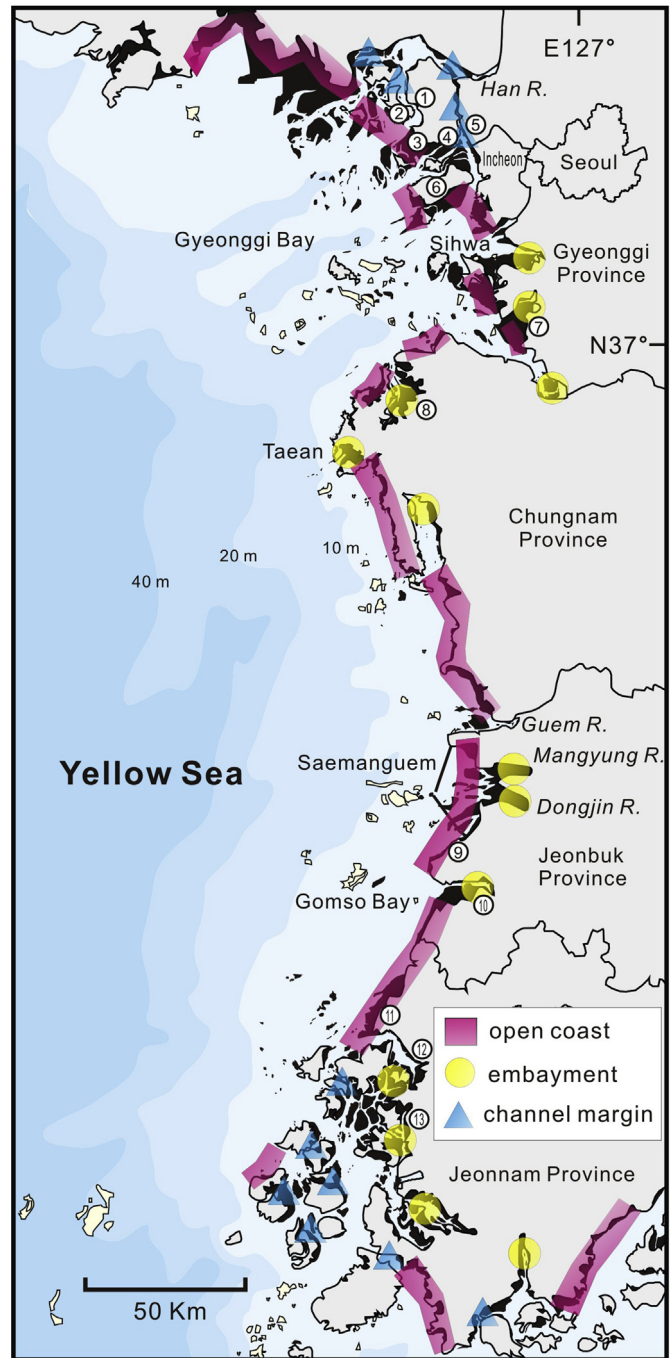 E127°
Han R.
①
②
⑤
④
③
Incheon
Seoul
⑥
Gyeonggi Bay
Sihwa
Gyeonggi
Province
⑦
N37°
⑧
Taean
Chungnam
Province
10 m
20 m
40 m
Guem R.
Mangyung R.
Saemanguem
Yellow Sea
Dongjin R.
⑨
Jeonbuk
Province
Gomso Bay
⑩
⑪
open coast
⑫
embayment
⑬
channel margin
Jeonnam Province
50 Km